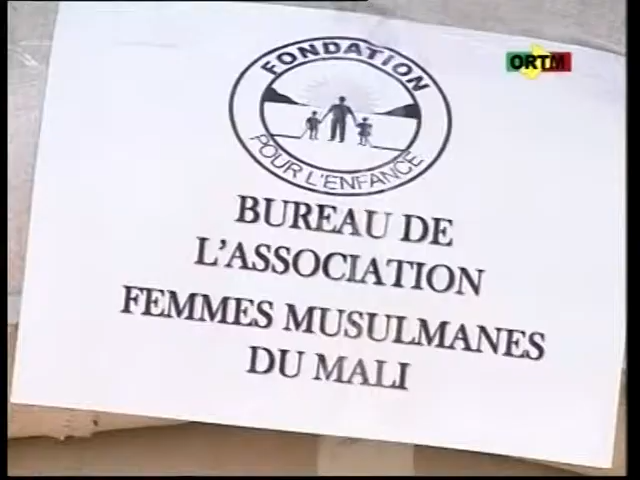 FONDATION
ORTM
POUR L'ENFANCE
BUREAU DE
L'ASSOCIATION
FEMMES MUSULMANES
DU MALI